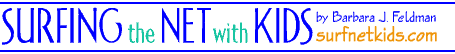 SURFING the NET with KIDS by Barbara J. Feldman
surfnetkids.com